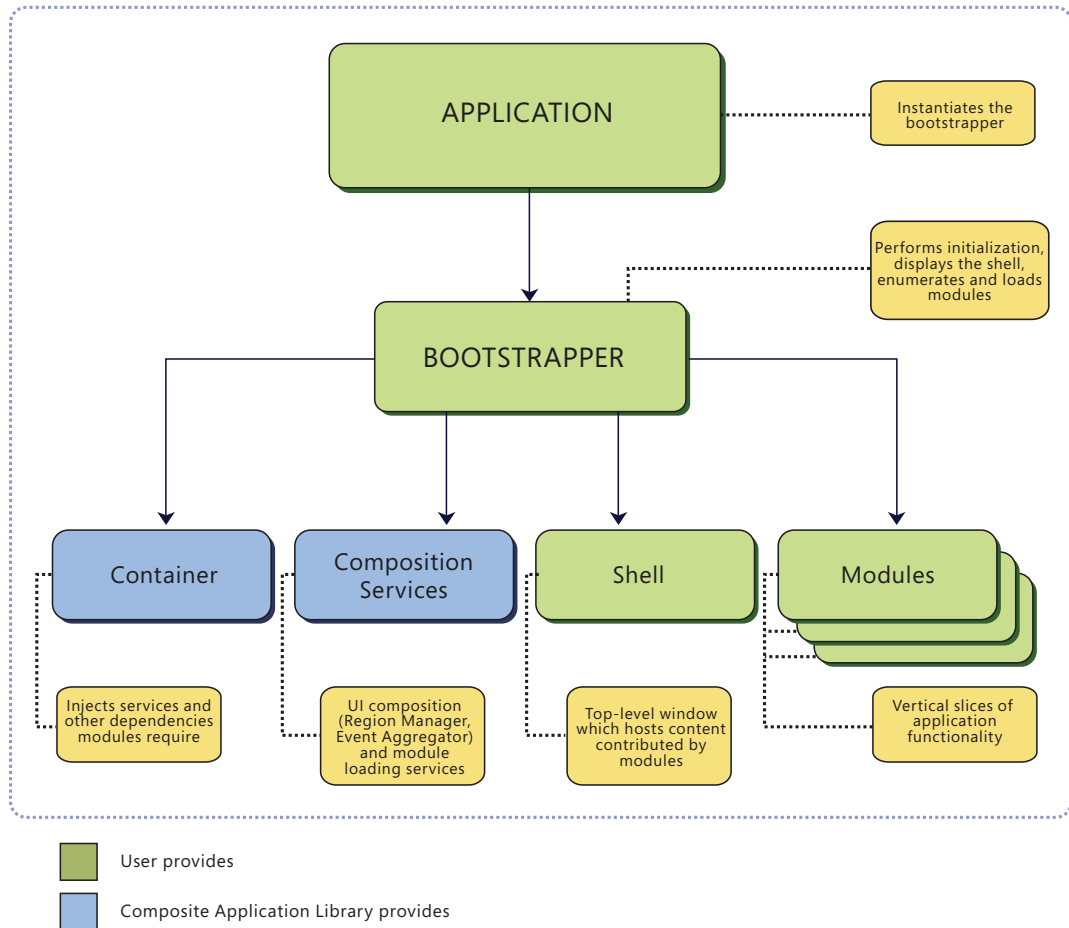 APPLICATION
Instantiates the
bootstrapper
Performs initialization,
displays the shell,
enumerates and loads
modules
BOOTSTRAPPER
Container
Composition
Services
Shell
Modules
Injects services and
other dependencies
modules require
UI composition
(Region Manager,
Event Aggregator)
and module
loading services
Top-level window
which hosts content
contributed by
modules
Vertical slices of
application
functionality
User provides
Composite Application Library provides